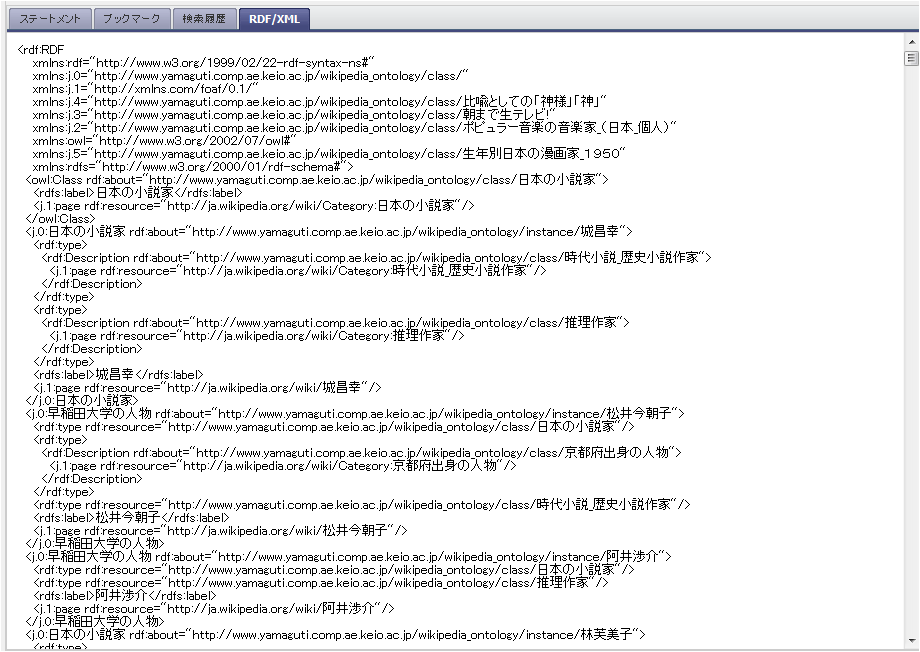 ステートメント ブックマーク 検索履歴 RDF/XML
<rdf:RDF
xmlns:rdf="http://www.w3.org/1999/02/22-rdf-syntax-ns#"
xmlns:j.0="http://www.yamaguti.comp.ae.keio.ac.jp/wikipedia_ontology/class/"
xmlns:j.1="http://xmlns.com/foaf/0.1/"
xmlns:j.4="http://www.yamaguti.comp.ae.keio.ac.jp/wikipedia_ontology/class/比喩としての「神様」「神」"
xmlns:j.3="http://www.yamaguti.comp.ae.keio.ac.jp/wikipedia_ontology/class/朝まで生テレビ!"
xmlns:j.2="http://www.yamaguti.comp.ae.keio.ac.jp/wikipedia_ontology/class/ポピュラー音楽の音楽家_(日本_個人)"
xmlns:owl="http://www.w3.org/2002/07/owl#"
xmlns:j.5="http://www.yamaguti.comp.ae.keio.ac.jp/wikipedia_ontology/class/生年別日本の漫画家_1950"
xmlns:rdfs="http://www.w3.org/2000/01/rdf-schema#">
<owl:Class rdf:about="http://www.yamaguti.comp.ae.keio.ac.jp/wikipedia_ontology/class/日本の小説家">
<rdfs:label>日本の小説家</rdfs:label>
<j.1:page rdf:resource="http://ja.wikipedia.org/wiki/Category:日本の小説家"/>
</owl:Class>
<j.0:日本の小説家 rdf:about="http://www.yamaguti.comp.ae.keio.ac.jp/wikipedia_ontology/instance/城昌幸">
<rdf:type>
<rdf:Description rdf:about="http://www.yamaguti.comp.ae.keio.ac.jp/wikipedia_ontology/class/時代小説_歴史小説作家">
<j.1:page rdf:resource="http://ja.wikipedia.org/wiki/Category:時代小説_歴史小説作家"/>
</rdf:Description>
</rdf:type>
<rdf:type>
<rdf:Description rdf:about="http://www.yamaguti.comp.ae.keio.ac.jp/wikipedia_ontology/class/推理作家">
<j.1:page rdf:resource="http://ja.wikipedia.org/wiki/Category:推理作家"/>
</rdf:Description>
</rdf:type>
<rdfs:label>城昌幸</rdfs:label>
<j.1:page rdf:resource="http://ja.wikipedia.org/wiki/城昌幸"/>
</j.0:日本の小説家>
<j.0:早稲田大学の人物 rdf:about="http://www.yamaguti.comp.ae.keio.ac.jp/wikipedia_ontology/instance/松井今朝子">
<rdf:type rdf:resource="http://www.yamaguti.comp.ae.keio.ac.jp/wikipedia_ontology/class/日本の小説家"/>
<rdf:type>
<rdf:Description rdf:about="http://www.yamaguti.comp.ae.keio.ac.jp/wikipedia_ontology/class/京都府出身の人物">
<j.1:page rdf:resource="http://ja.wikipedia.org/wiki/Category:京都府出身の人物"/>
</rdf:Description>
</rdf:type>
<rdf:type rdf:resource="http://www.yamaguti.comp.ae.keio.ac.jp/wikipedia_ontology/class/時代小説_歴史小説作家"/>
<rdfs:label>松井今朝子</rdfs:label>
<j.1:page rdf:resource="http://ja.wikipedia.org/wiki/松井今朝子"/>
</j.0:早稲田大学の人物>
<j.0:早稲田大学の人物 rdf:about="http://www.yamaguti.comp.ae.keio.ac.jp/wikipedia_ontology/instance/阿井渉介">
<rdf:type rdf:resource="http://www.yamaguti.comp.ae.keio.ac.jp/wikipedia_ontology/class/日本の小説家"/>
<rdf:type rdf:resource="http://www.yamaguti.comp.ae.keio.ac.jp/wikipedia_ontology/class/推理作家"/>
<rdfs:label>阿井渉介</rdfs:label>
<j.1:page rdf:resource="http://ja.wikipedia.org/wiki/阿井渉介"/>
</j.0:早稲田大学の人物>
<j.0:日本の小説家 rdf:about="http://www.yamaguti.comp.ae.keio.ac.jp/wikipedia_ontology/instance/林芙美子">
<rdf:type>